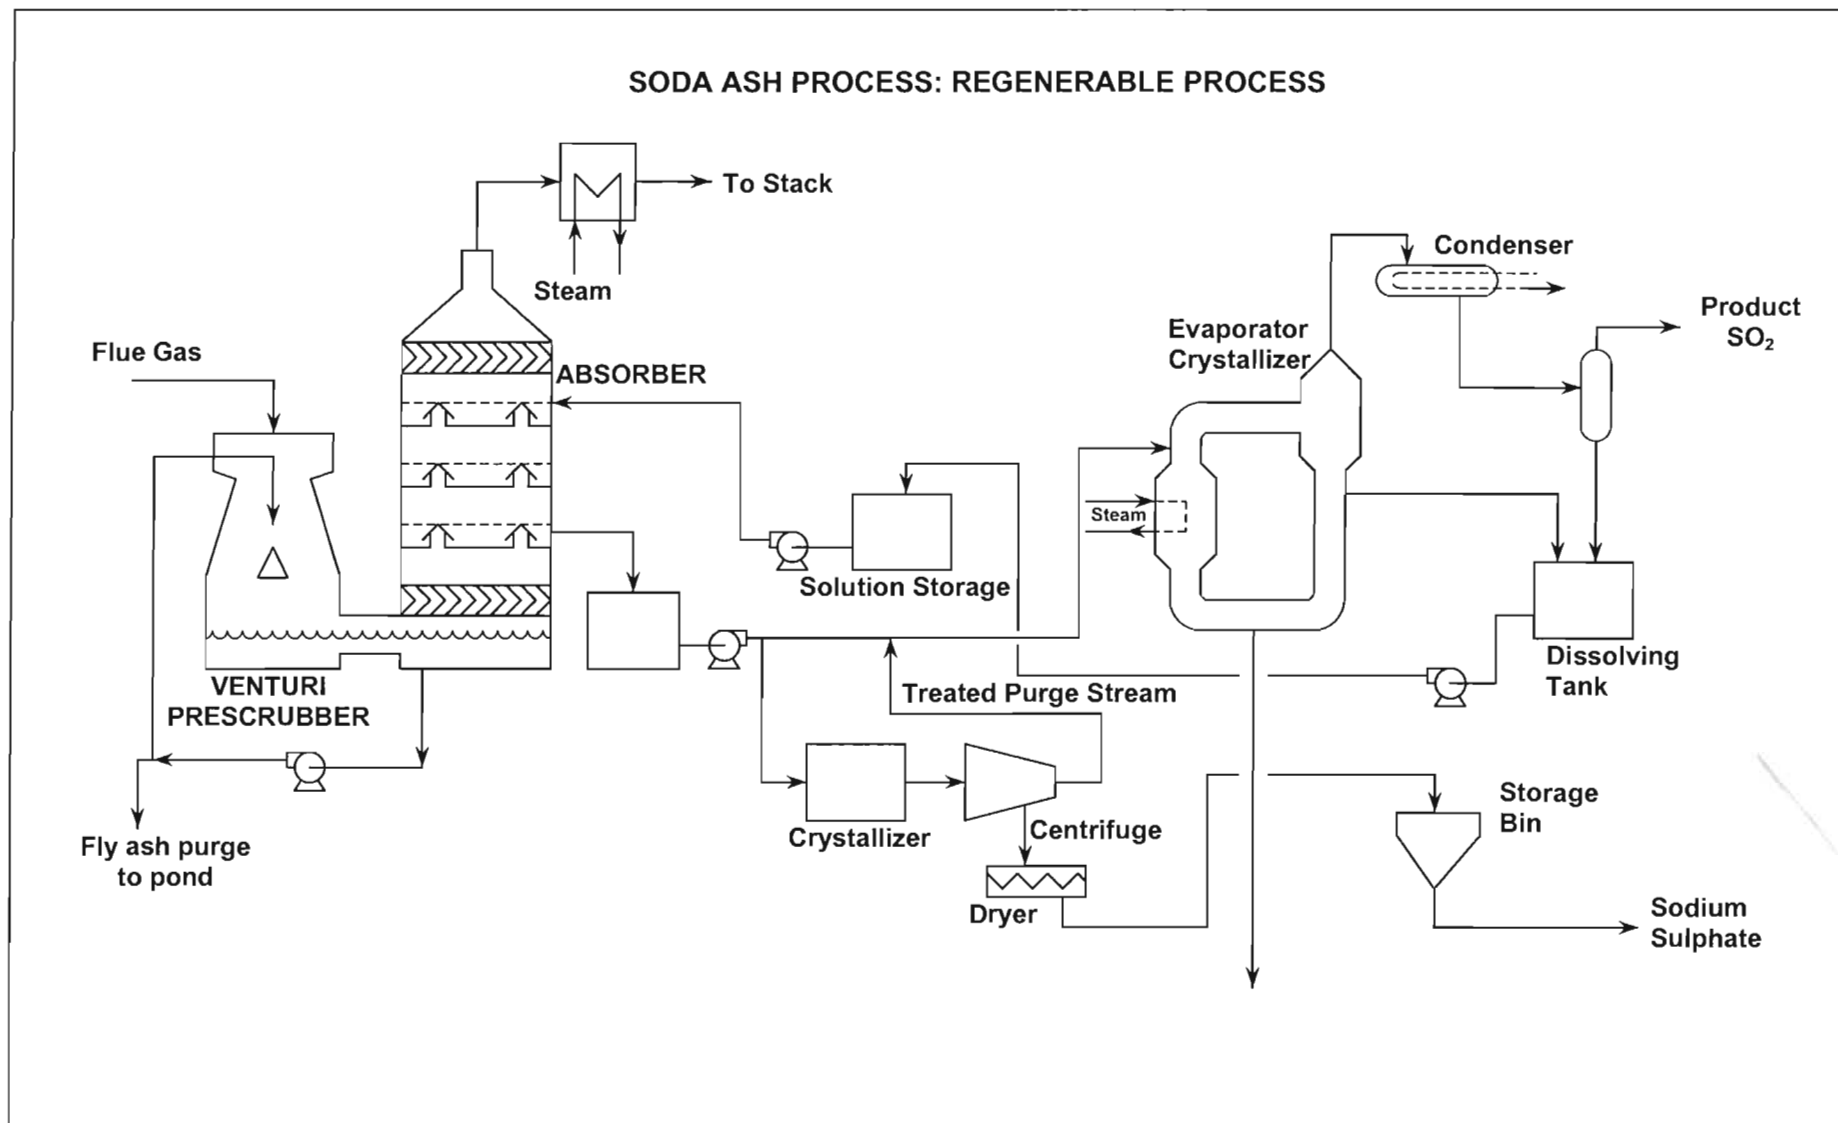 SODA ASH PROCESS: REGENERABLE PROCESS
To Stack
Steam
Flue Gas
ABSORBER
Condenser
Product
SO₂
Evaporator
Crystallizer
Steam
Solution Storage
VENTURI
PRESCRUBBER
Treated Purge Stream
Dissolving
Tank
Crystallizer
Centrifuge
Storage
Bin
Fly ash purge
to pond
Dryer
Sodium
Sulphate